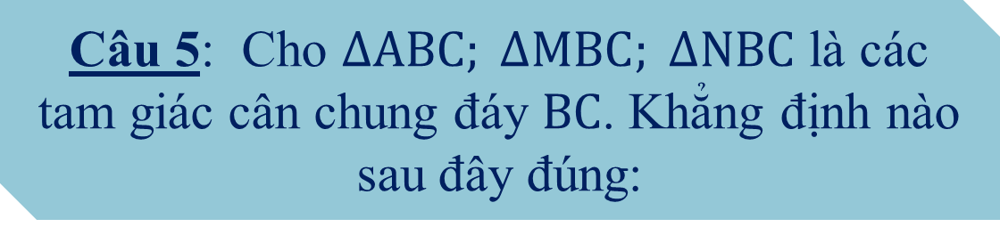 Câu 5: Cho ΔABC; ΔMBC; ΔNBC là các
tam giác cân chung đáy BC. Khẳng định nào
sau đây đúng: